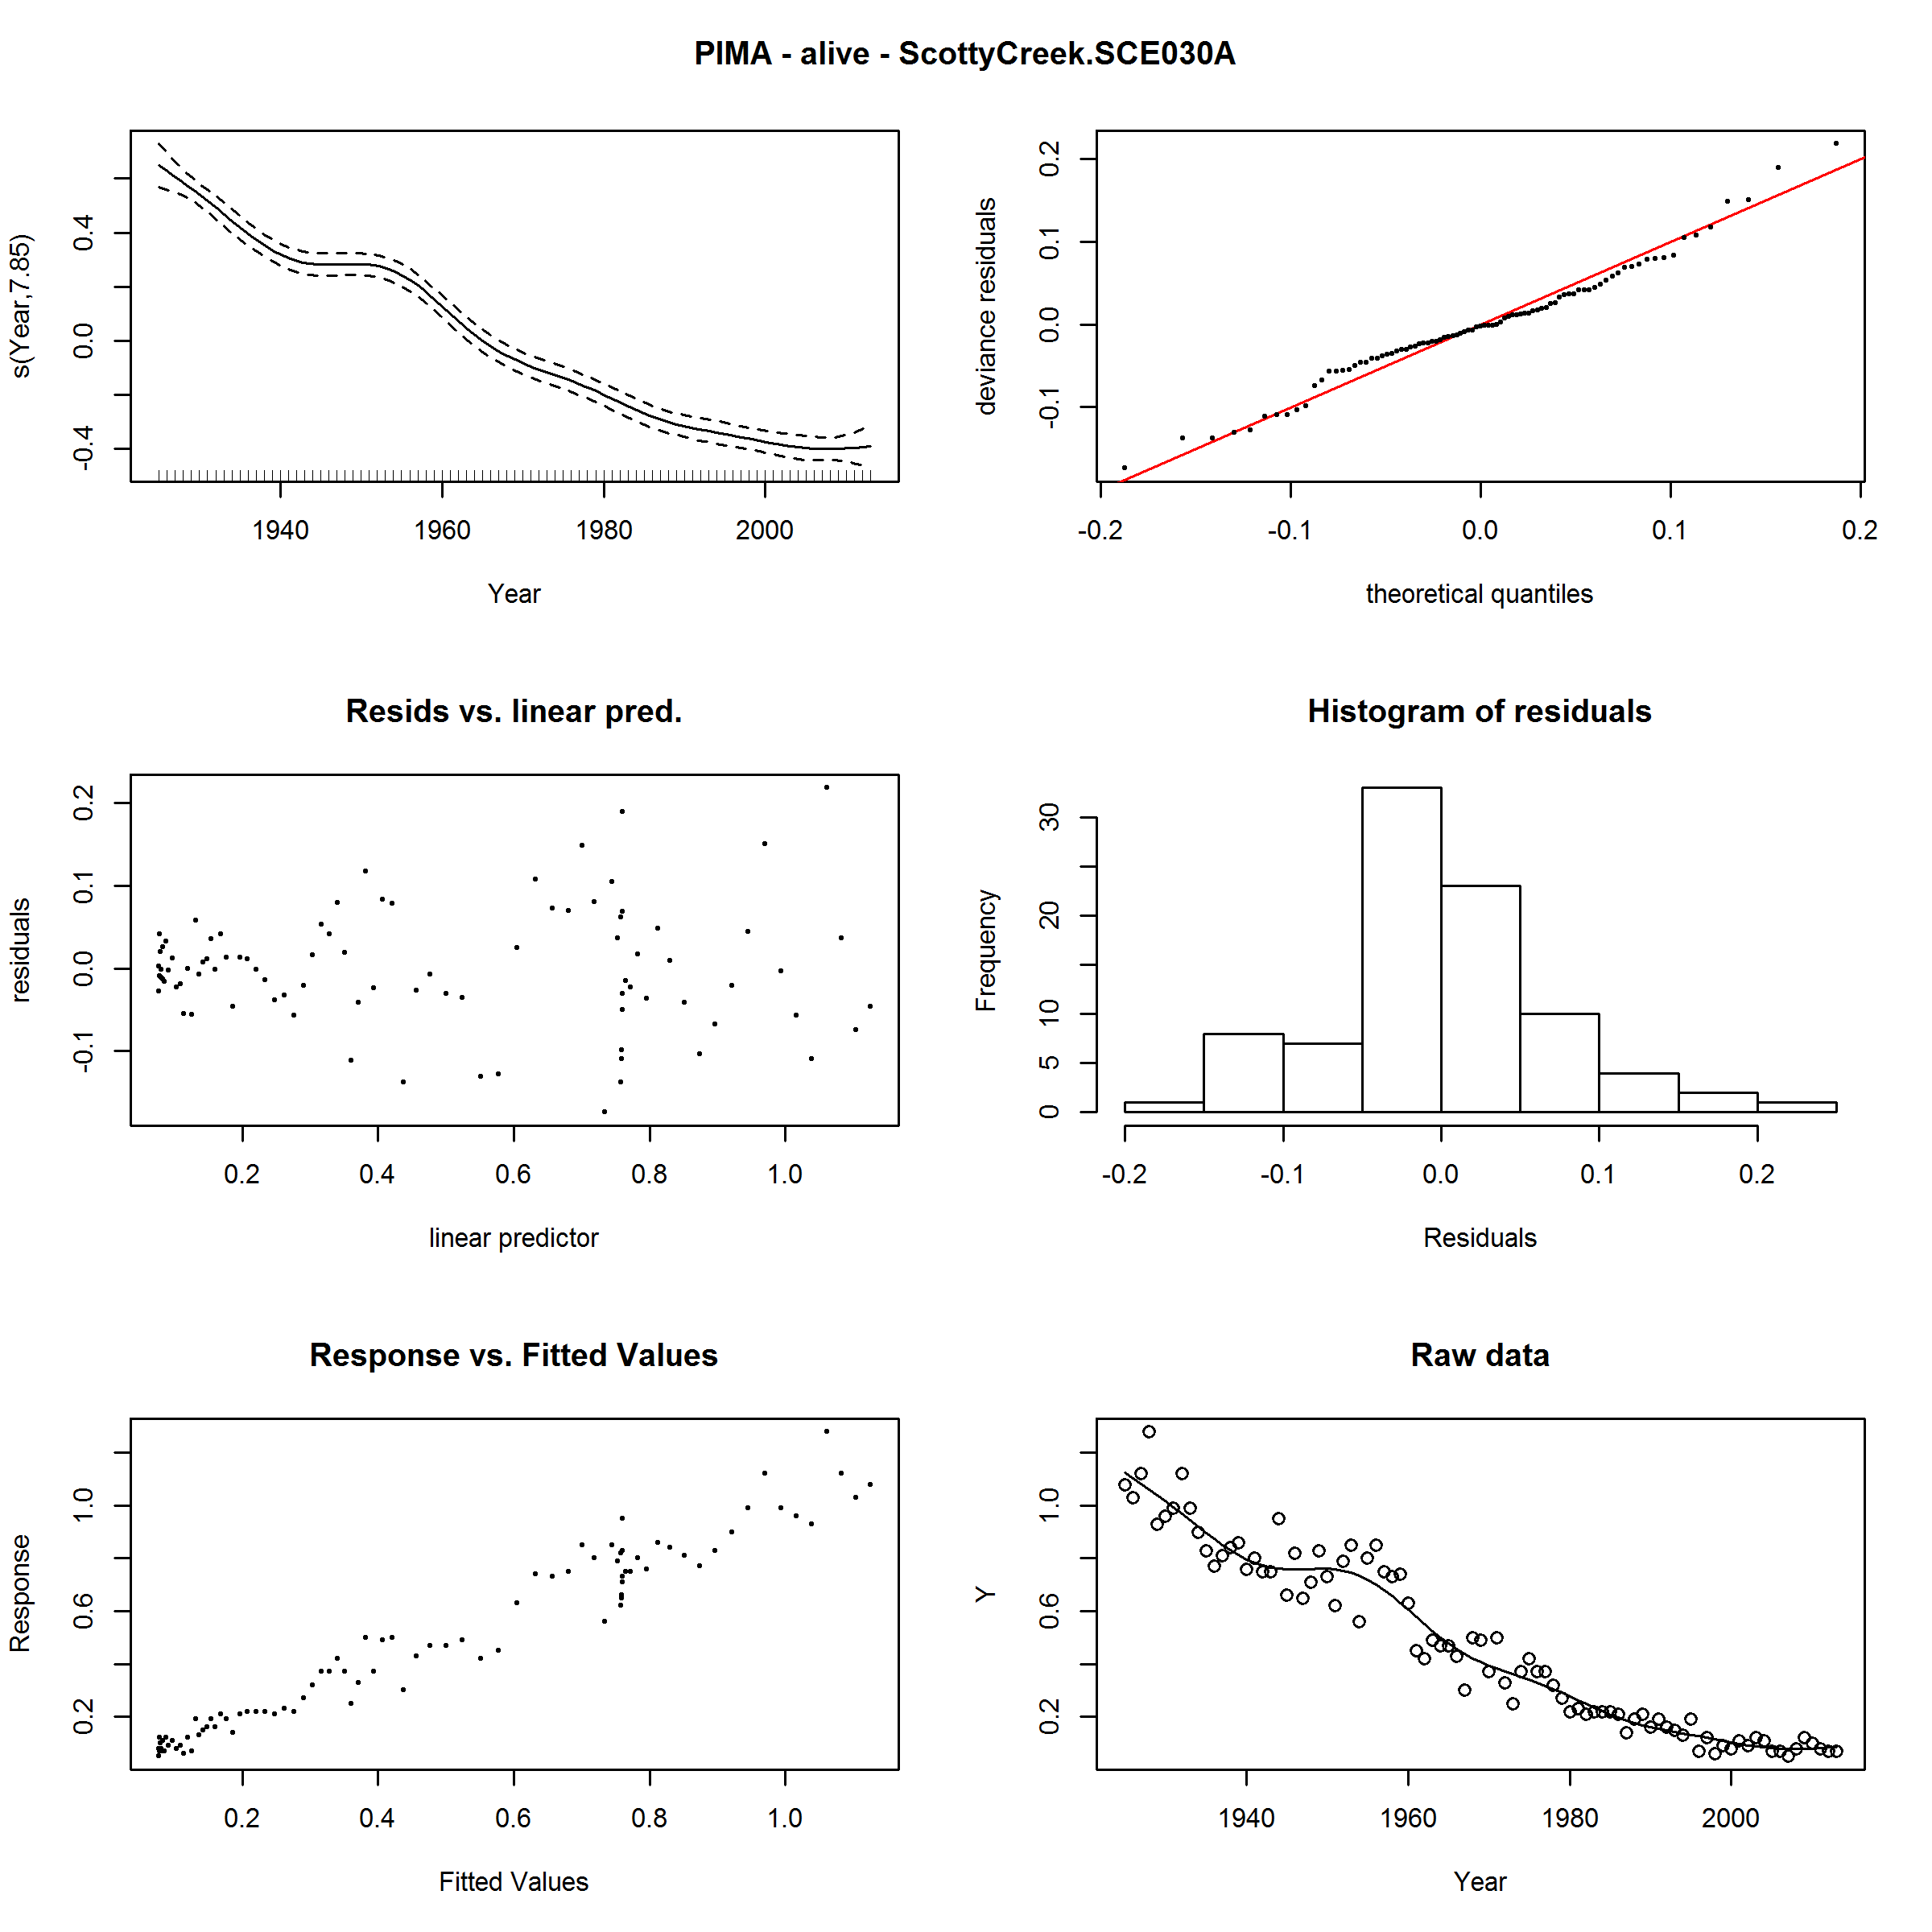 PIMA - alive - ScottyCreek.SCE030A
s(Year,7.85)
-0.4 0.0 0.4
1940 1960 1980 2000
Year
deviance residuals
-0.1 0.0 0.1 0.2
-0.2 -0.1 0.0 0.1 0.2
theoretical quantiles
Resids vs. linear pred.
residuals
-0.1 0.0 0.1 0.2
0.2 0.4 0.6 0.8 1.0
linear predictor
Histogram of residuals
Frequency
0 5 10 20 30
-0.2 -0.1 0.0 0.1 0.2
Residuals
Response vs. Fitted Values
Response
0.2 0.6 1.0
0.2 0.4 0.6 0.8 1.0
Fitted Values
Raw data
Y
0.2 0.6 1.0
1940 1960 1980 2000
Year